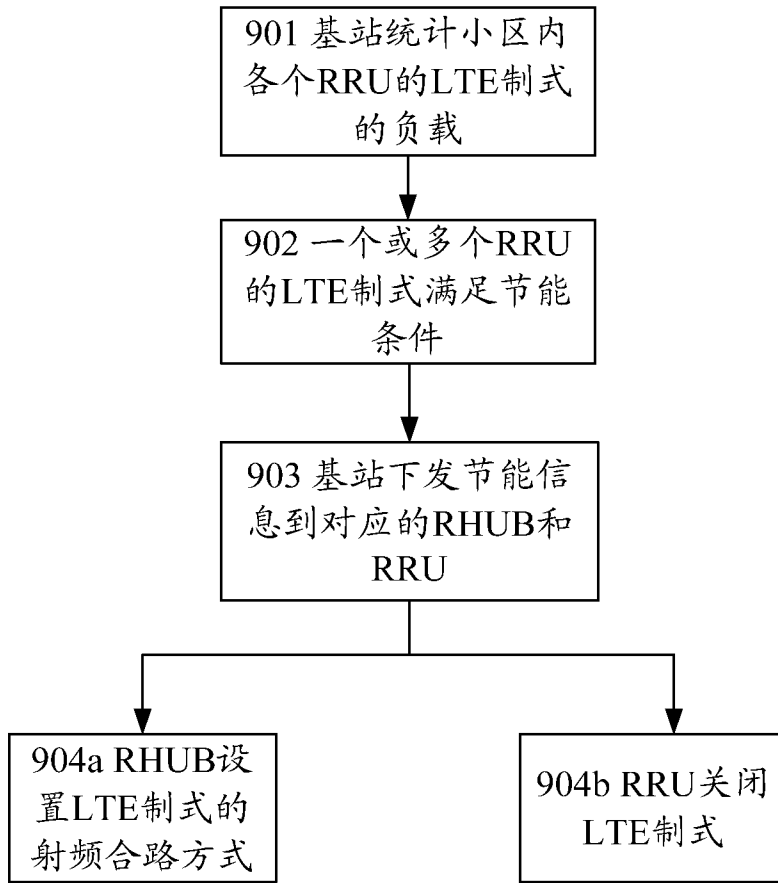 901 基站统计小区内
各个RRU的LTE制式
的负载
902 一个或多个RRU
的LTE制式满足节能
条件
903 基站下发节能信
息到对应的RHUB和
RRU
904a RHUB设
置LTE制式的
射频合路方式
904b RRU关闭
LTE制式